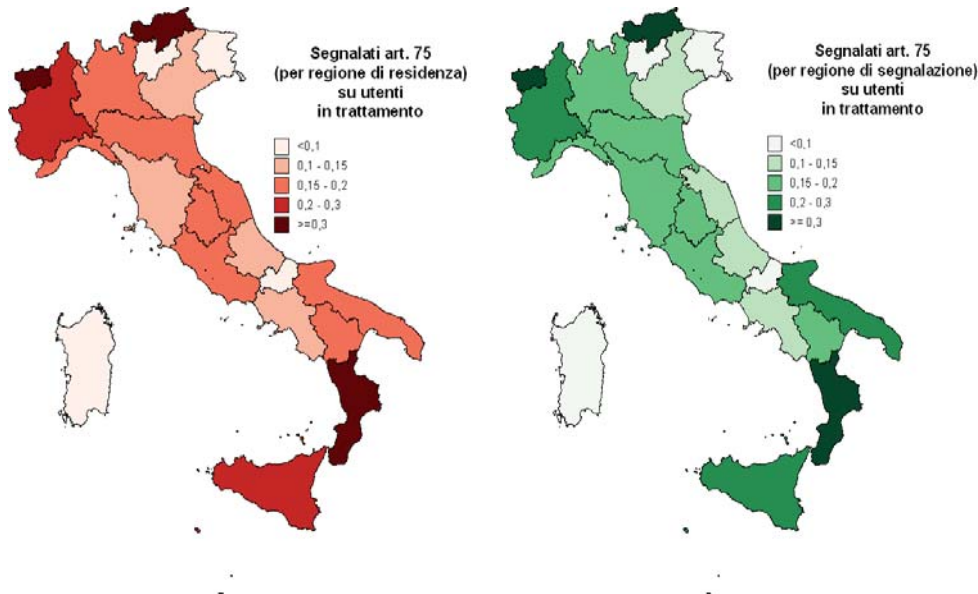 Segnalati art. 75
(per regione di residenza)
su utenti
in trattamento
<0,1
0,1 - 0,15
0,15 - 0,2
0,2 - 0,3
>=0,3
Segnalati art. 75
(per regione di segnalazione)
su utenti
in trattamento
<0,1
0,1 - 0,15
0,15 - 0,2
0,2 - 0,3
>=0,3